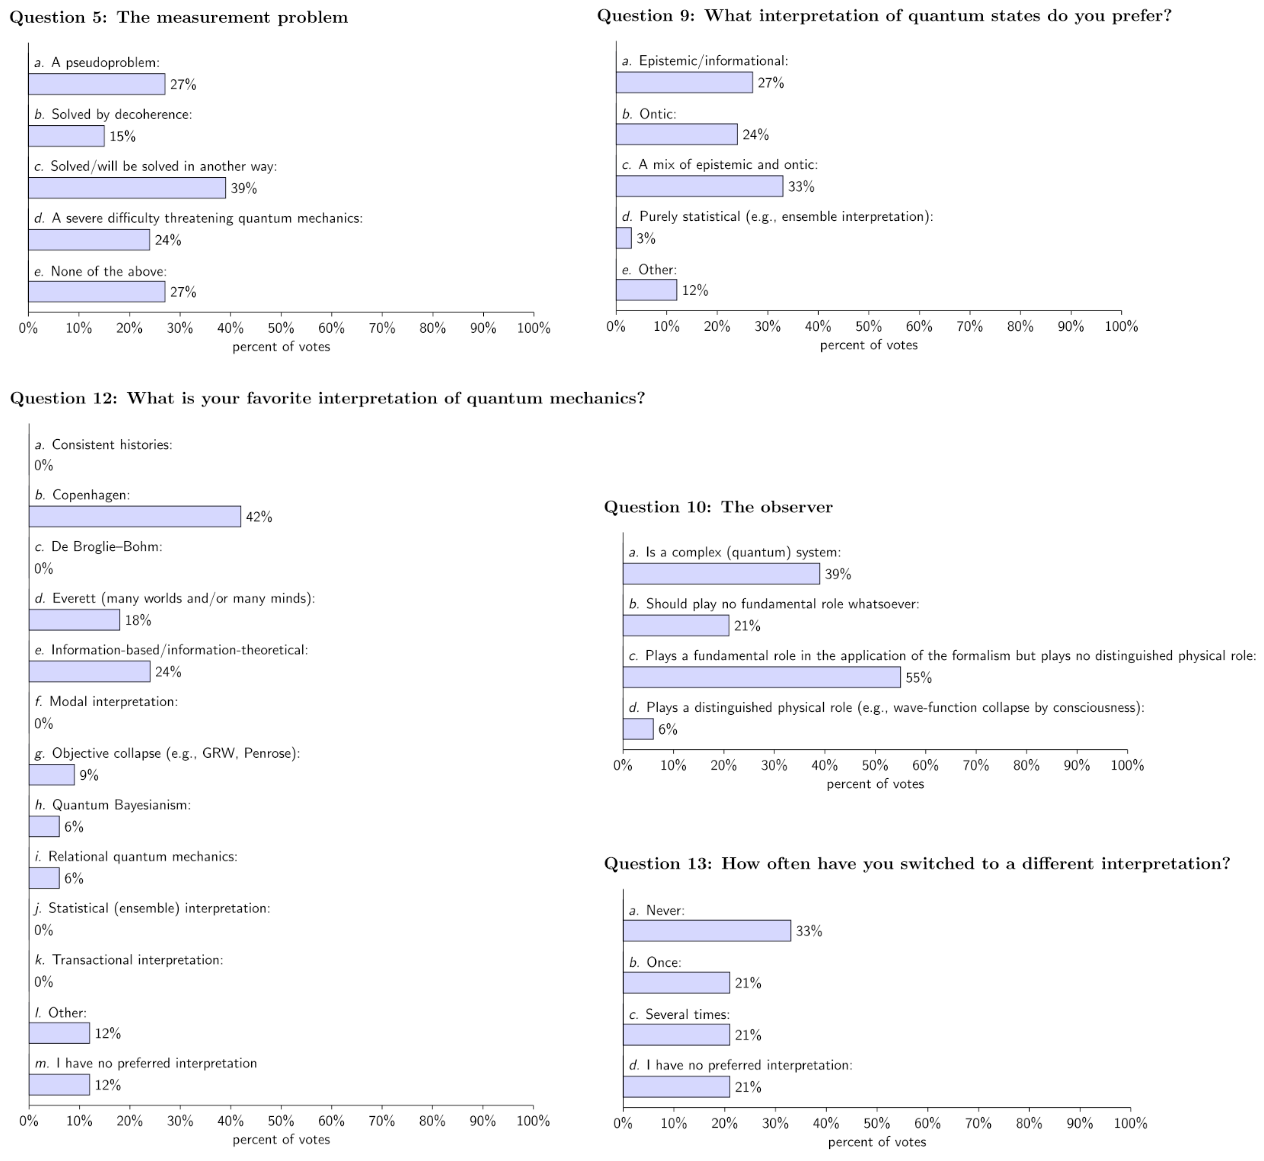 Question 5: The measurement problem
a. A pseudoproblem:
27%
b. Solved by decoherence:
15%
c. Solved/will be solved in another way:
39%
d. A severe difficulty threatening quantum mechanics:
24%
e. None of the above:
27%
0% 10% 20% 30% 40% 50% 60% 70% 80% 90% 100%
percent of votes
Question 9: What interpretation of quantum states do you prefer?
a. Epistemic/informational:
27%
b. Ontic:
24%
c. A mix of epistemic and ontic:
33%
d. Purely statistical (e.g., ensemble interpretation):
3%
e. Other:
12%
0% 10% 20% 30% 40% 50% 60% 70% 80% 90% 100%
percent of votes
Question 12: What is your favorite interpretation of quantum mechanics?
a. Consistent histories:
0%
b. Copenhagen:
42%
c. De Broglie–Bohm:
0%
d. Everett (many worlds and/or many minds):
18%
e. Information-based/information-theoretical:
24%
f. Modal interpretation:
0%
g. Objective collapse (e.g., GRW, Penrose):
9%
h. Quantum Bayesianism:
6%
i. Relational quantum mechanics:
6%
j. Statistical (ensemble) interpretation:
0%
k. Transactional interpretation:
0%
l. Other:
12%
m. I have no preferred interpretation
12%
0% 10% 20% 30% 40% 50% 60% 70% 80% 90% 100%
percent of votes
Question 10: The observer
a. Is a complex (quantum) system:
39%
b. Should play no fundamental role whatsoever:
21%
c. Plays a fundamental role in the application of the formalism but plays no distinguished physical role:
55%
d. Plays a distinguished physical role (e.g., wave-function collapse by consciousness):
6%
0% 10% 20% 30% 40% 50% 60% 70% 80% 90% 100%
percent of votes
Question 13: How often have you switched to a different interpretation?
a. Never:
33%
b. Once:
21%
c. Several times:
21%
d. I have no preferred interpretation:
21%
0% 10% 20% 30% 40% 50% 60% 70% 80% 90% 100%
percent of votes